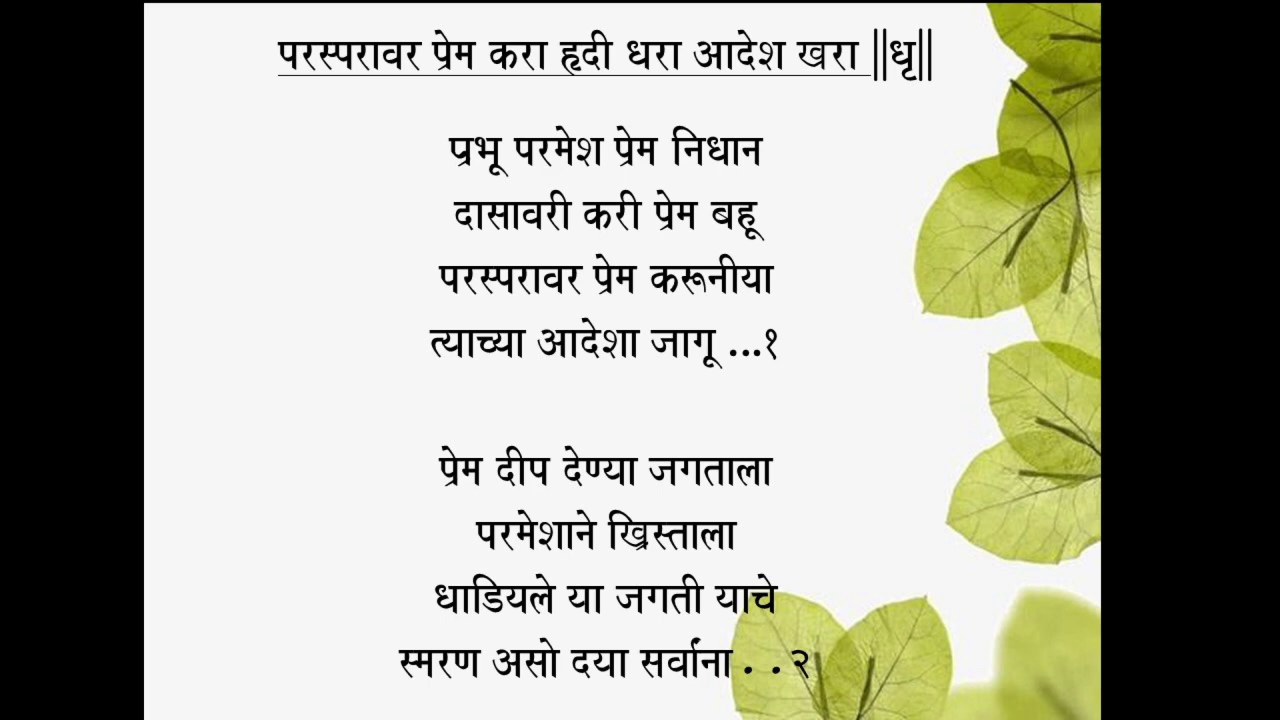 परस्परावर प्रेम करा हृदी धरा आदेश खरा ||धृ||
प्रभू परमेश प्रेम निधान
दासावरी करी प्रेम बहू
परस्परावर प्रेम करूनीया
त्याच्या आदेशा जागू ...१
प्रेम दीप देण्या जगताला
परमेशाने ख्रिस्ताला
धाडियले या जगती याचे
स्मरण असो दया सर्वांना . . २